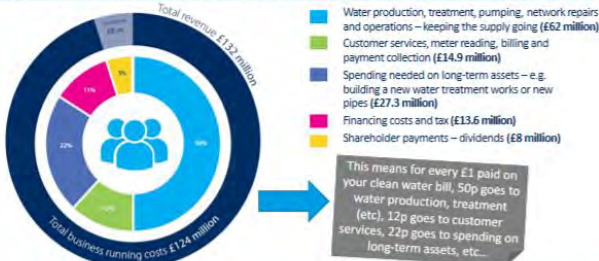 Total revenue £132 million
£8 m
5%
11%
22%
50%
12%
Total business running costs £124 million
Water production, treatment, pumping, network repairs
and operations – keeping the supply going (£62 million)
Customer services, meter reading, billing and
payment collection (£14.9 million)
Spending needed on long-term assets – e.g.
building a new water treatment works or new
pipes (£27.3 million)
Financing costs and tax (£13.6 million)
Shareholder payments – dividends (£8 million)
This means for every £1 paid on
your clean water bill, 50p goes to
water production, treatment
(etc), 12p goes to customer
services, 22p goes to spending on
long-term assets, etc...